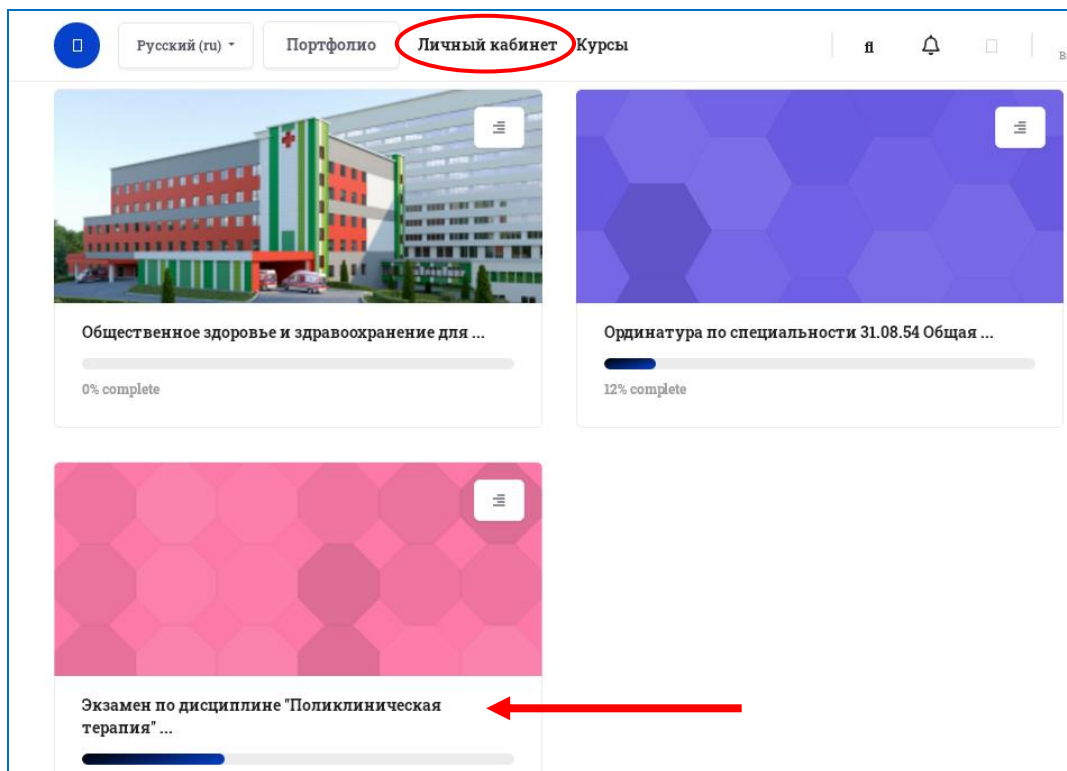 Русский (ru) Портфолио Личный кабинет Курсы
Общественное здоровье и здравоохранение для ...
0% complete
Ординатура по специальности 31.08.54 Общая ...
12% complete
Экзамен по дисциплине "Поликлиническая
терапия" ...